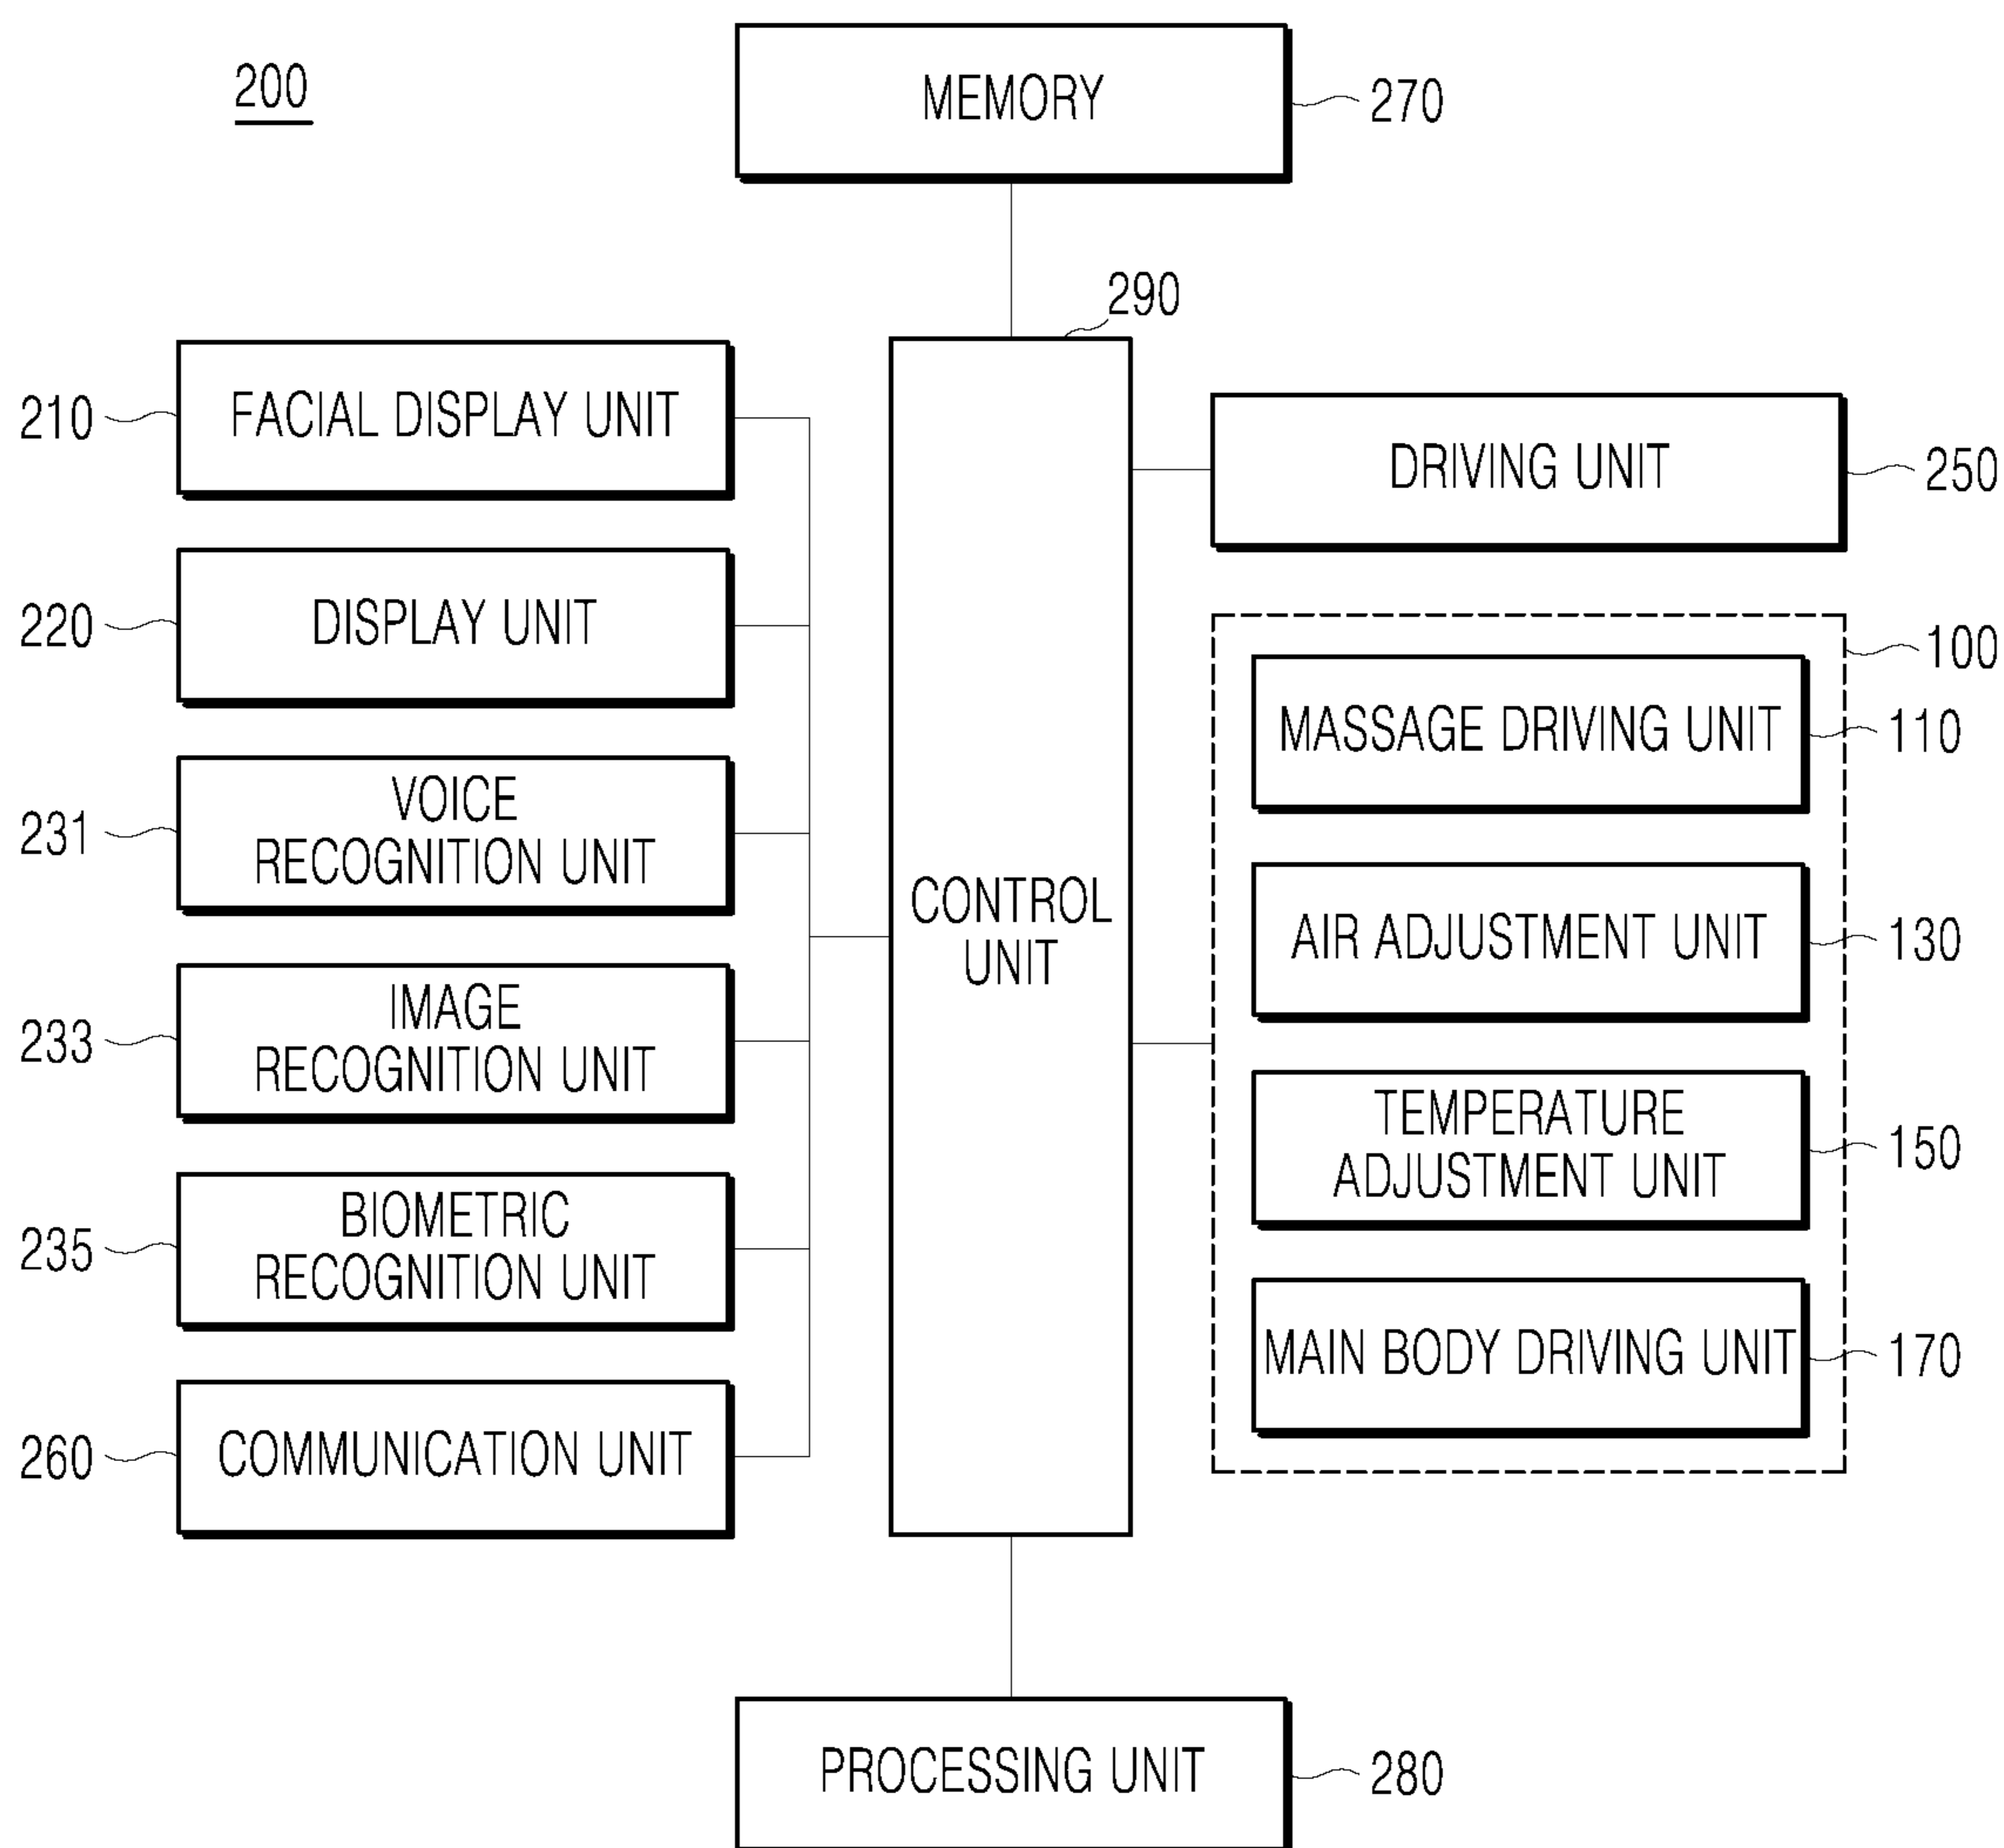 200
MEMORY
270
290
210
FACIAL DISPLAY UNIT
220
DISPLAY UNIT
231
VOICE
RECOGNITION UNIT
233
IMAGE
RECOGNITION UNIT
235
BIOMETRIC
RECOGNITION UNIT
260
COMMUNICATION UNIT
CONTROL
UNIT
DRIVING UNIT
250
100
MASSAGE DRIVING UNIT
110
AIR ADJUSTMENT UNIT
130
TEMPERATURE
ADJUSTMENT UNIT
150
MAIN BODY DRIVING UNIT
170
PROCESSING UNIT
280